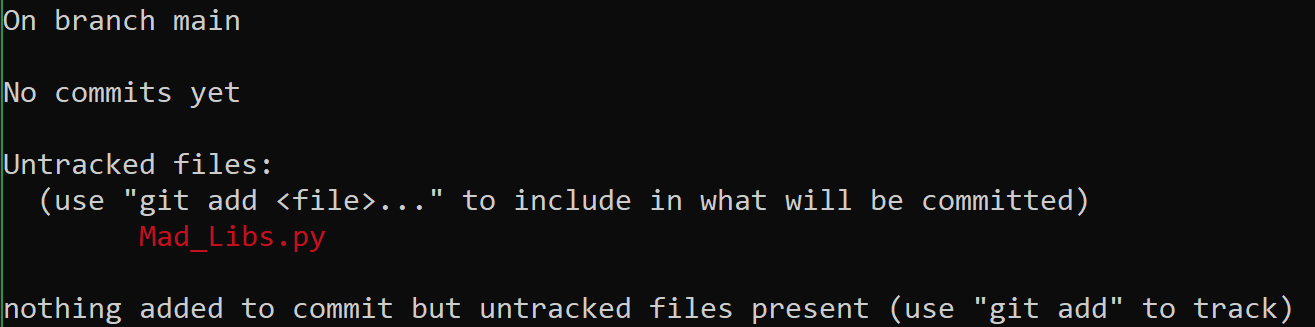 On branch main
No commits yet
Untracked files:
(use "git add <file>..." to include in what will be committed)
Mad_Libs.py
nothing added to commit but untracked files present (use "git add" to track)